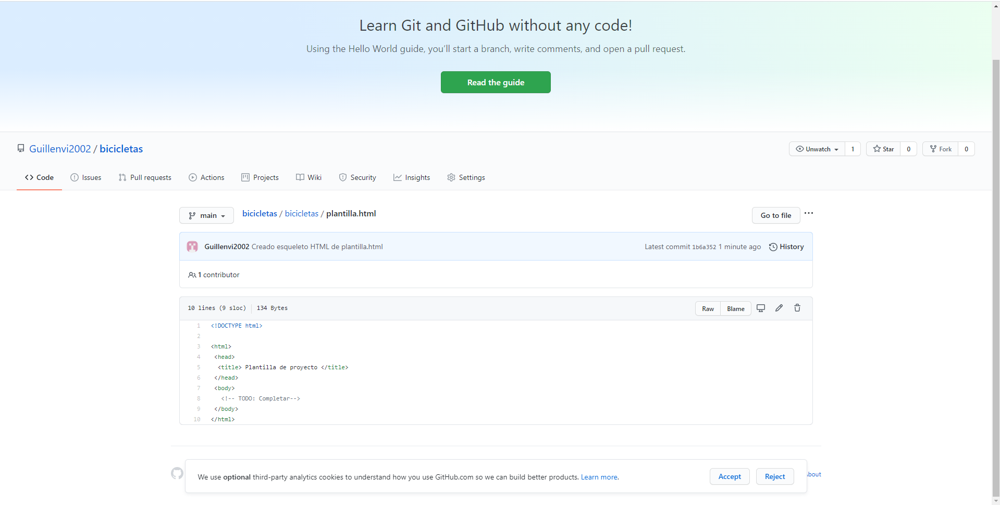 Learn Git and GitHub without any code!
Using the Hello World guide, you’ll start a branch, write comments, and open a pull request.
Read the guide
Guillenvi2002 / bicicletas
Unwatch 1 Star 0 Fork 0
Code Issues Pull requests Actions Projects Wiki Security Insights Settings
main bicicletas / bicicletas / plantilla.html Go to file ...
Guillenvi2002 Creado esqueleto HTML de plantilla.html Latest commit 1b6a352 1 minute ago History
1 contributor
10 lines (9 sloc) 134 Bytes Raw Blame
1 <!DOCTYPE html>
2
3 <html>
4 <head>
5 <title> Plantilla de proyecto </title>
6 </head>
7 <body>
8 <!-- TODO: Completar-->
9 </body>
10 </html>
We use optional third-party analytics cookies to understand how you use GitHub.com so we can build better products. Learn more. Accept Reject bout